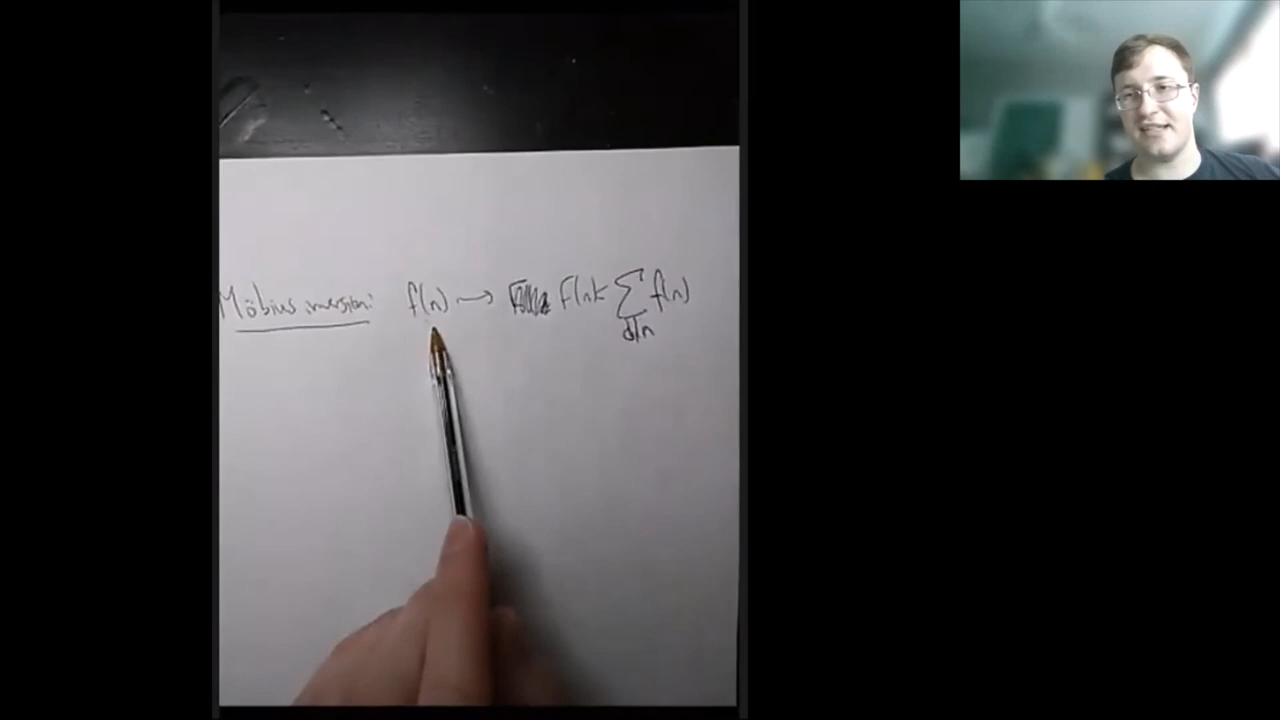 Möbius inversion: f(n) → F(n)= ∑ f(n)
d|n